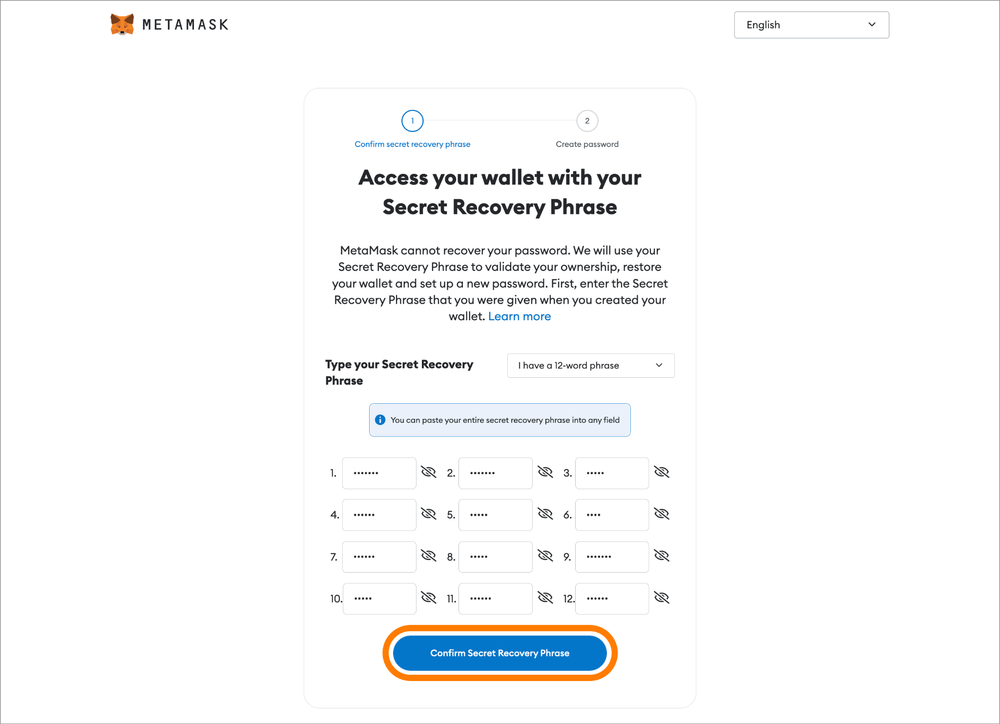 METAMASK
English
1
2
Confirm secret recovery phrase
Create password
Access your wallet with your
Secret Recovery Phrase
MetaMask cannot recover your password. We will use your
Secret Recovery Phrase to validate your ownership, restore
your wallet and set up a new password. First, enter the Secret
Recovery Phrase that you were given when you created your
wallet. Learn more
Type your Secret Recovery
Phrase
I have a 12-word phrase
You can paste your entire secret recovery phrase into any field
1. ••••••• 2. ••••••• 3. •••••
4. •••••• 5. ••••• 6. ••••
7. •••••• 8. ••••• 9. •••••••
10. ••••• 11. •••••• 12. ••••••
Confirm Secret Recovery Phrase